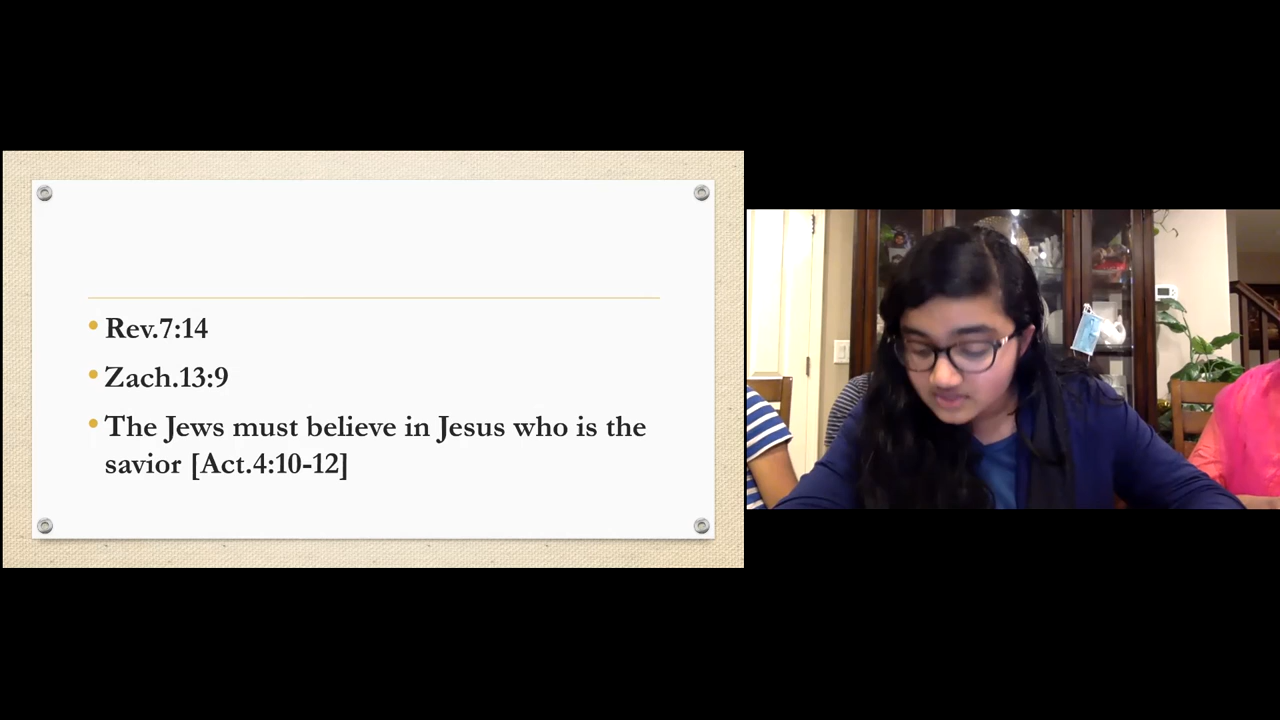 Rev.7:14
Zach.13:9
The Jews must believe in Jesus who is the
savior [Act.4:10-12]